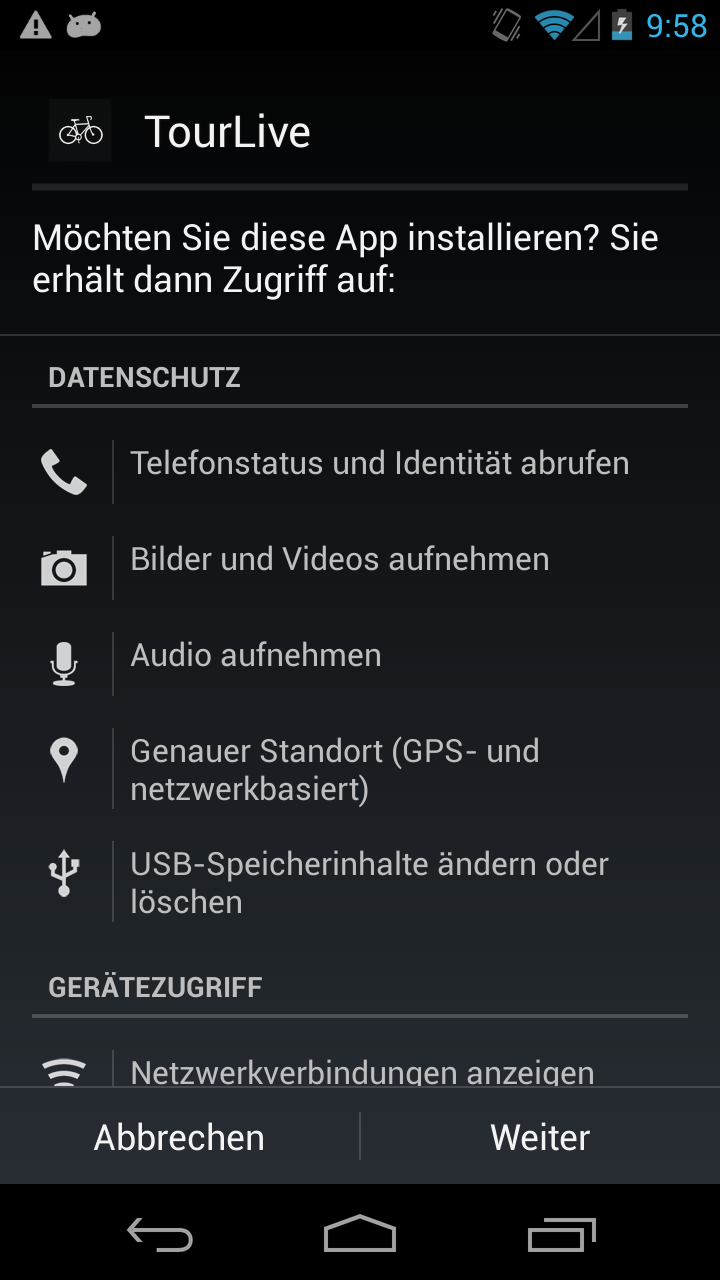 9:58
TourLive
Möchten Sie diese App installieren? Sie
erhält dann Zugriff auf:
DATENSCHUTZ
Telefonstatus und Identität abrufen
Bilder und Videos aufnehmen
Audio aufnehmen
Genauer Standort (GPS- und
netzwerkbasiert)
USB-Speicherinhalte ändern oder
löschen
GERÄTEZUGRIFF
Netzwerkverbindungen anzeigen
Abbrechen
Weiter